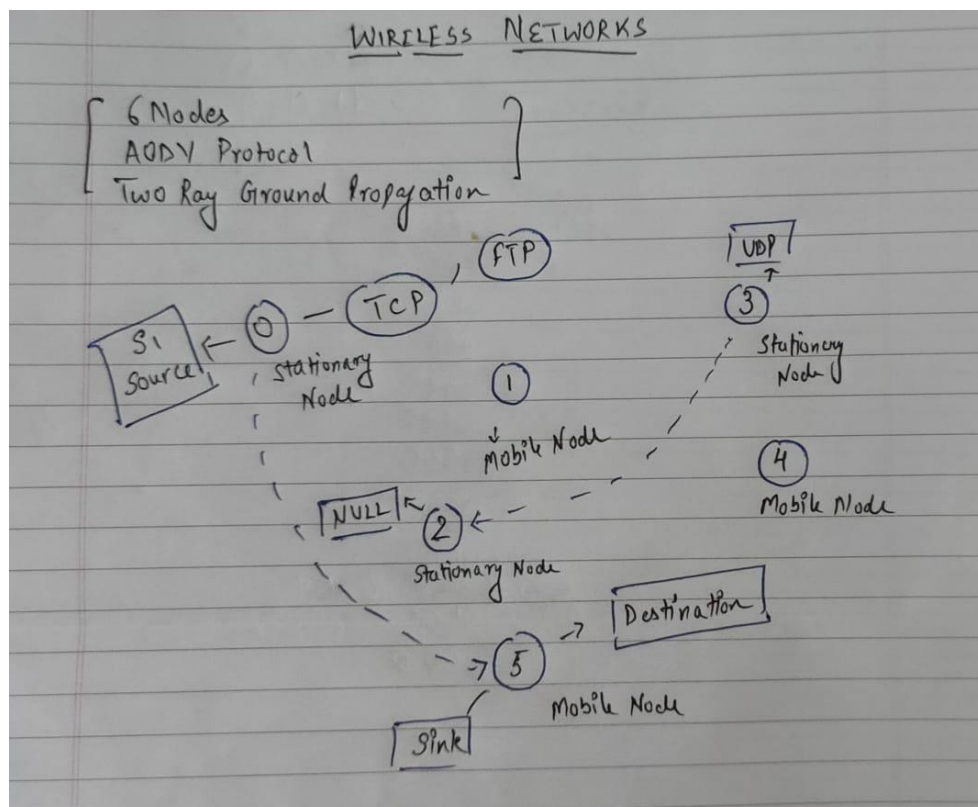 WIRELESS NETWORKS
6 Nodes
AODV Protocol
Two Ray Ground Propagation
FTP
UDP
TCP
0
3
S1
Source
Stationary
Node
Stationary
Node
1
Mobile Node
4
Mobile Node
NULL
2
Stationary Node
Destination
5
Mobile Node
Sink